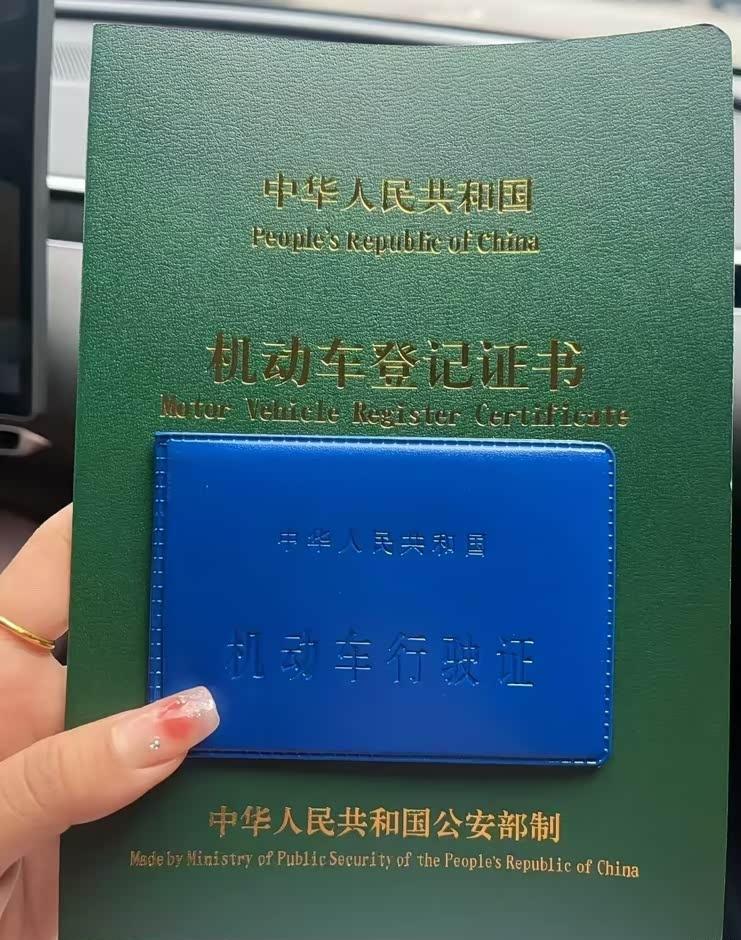 中华人民共和国
People's Republic of China
机动车登记证书
Motor Vehicle Register Certificate
中华人民共和国
机动车行驶证
中华人民共和国公安部制
Made by Ministry of Public Security of the People's Republic of China